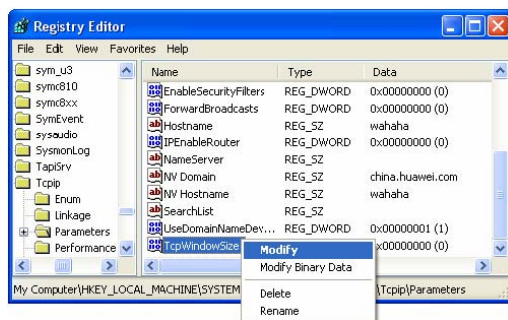 Registry Editor
File Edit View Favorites Help
sym_u3
symc810
symc8xx
SymEvent
sysaudio
SysmonLog
TapiSrv
Tcpip
Enum
Linkage
Parameters
Performance
Name Type Data
EnableSecurityFilters REG_DWORD 0x00000000 (0)
ForwardBroadcasts REG_DWORD 0x00000000 (0)
Hostname REG_SZ wahaha
IPEnableRouter REG_DWORD 0x00000000 (0)
NameServer REG_SZ
NV Domain REG_SZ china.huawei.com
NV Hostname REG_SZ wahaha
SearchList REG_SZ
UseDomainNameDev... REG_DWORD 0x00000001 (1)
TcpWindowSize x00000000 (0)
Modify
Modify Binary Data
Delete
Rename
My Computer\HKEY_LOCAL_MACHINE\SYSTEM \Tcpip\Parameters